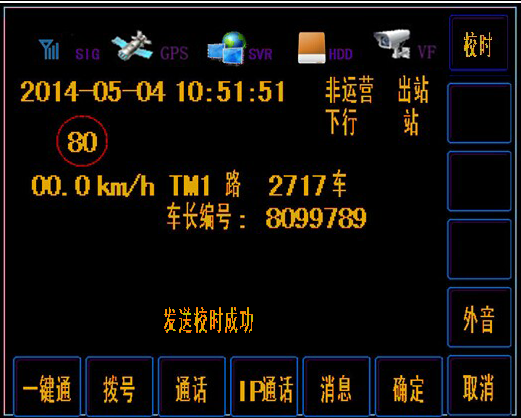 SIG GPS SVR HDD VF 校时
2014-05-04 10:51:51 非运营 出站
下行 站
80
00.0 km/h TM1 路 2717 车
车长编号： 8099789
发送校时成功
外音
一键通 拨号 通话 IP通话 消息 确定 取消